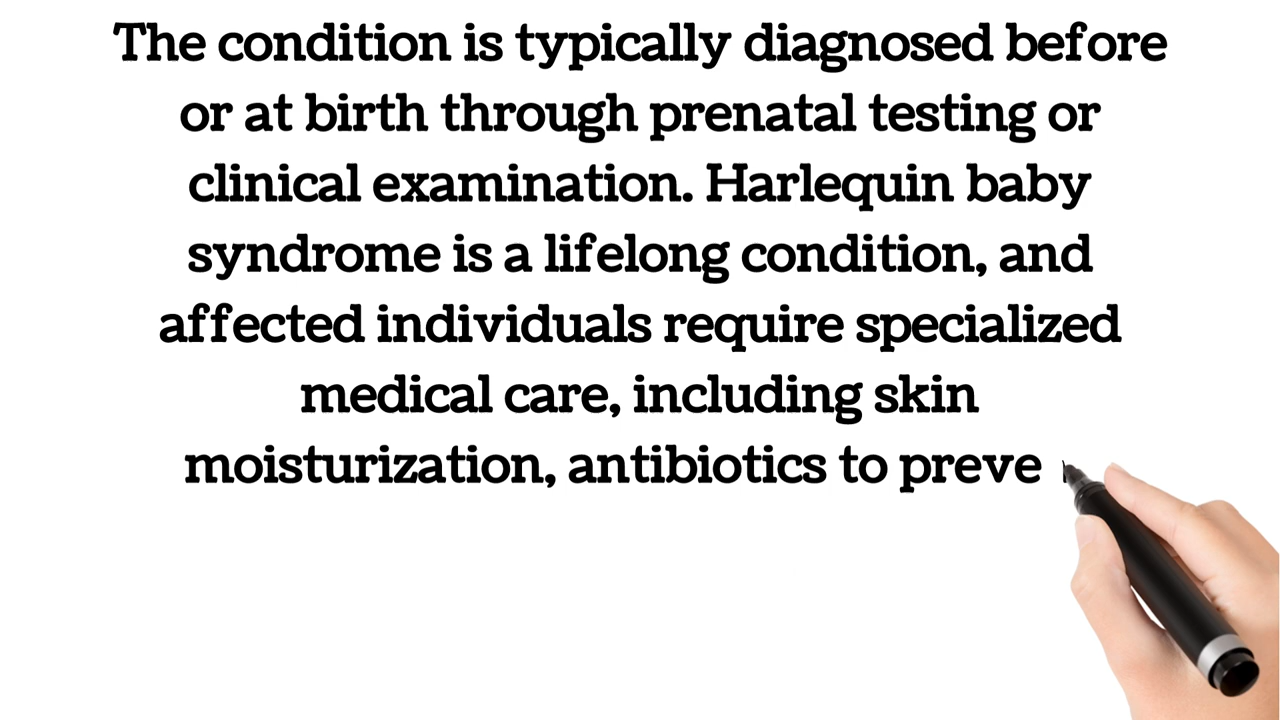 The condition is typically diagnosed before
or at birth through prenatal testing or
clinical examination. Harlequin baby
syndrome is a lifelong condition, and
affected individuals require specialized
medical care, including skin
moisturization, antibiotics to preve